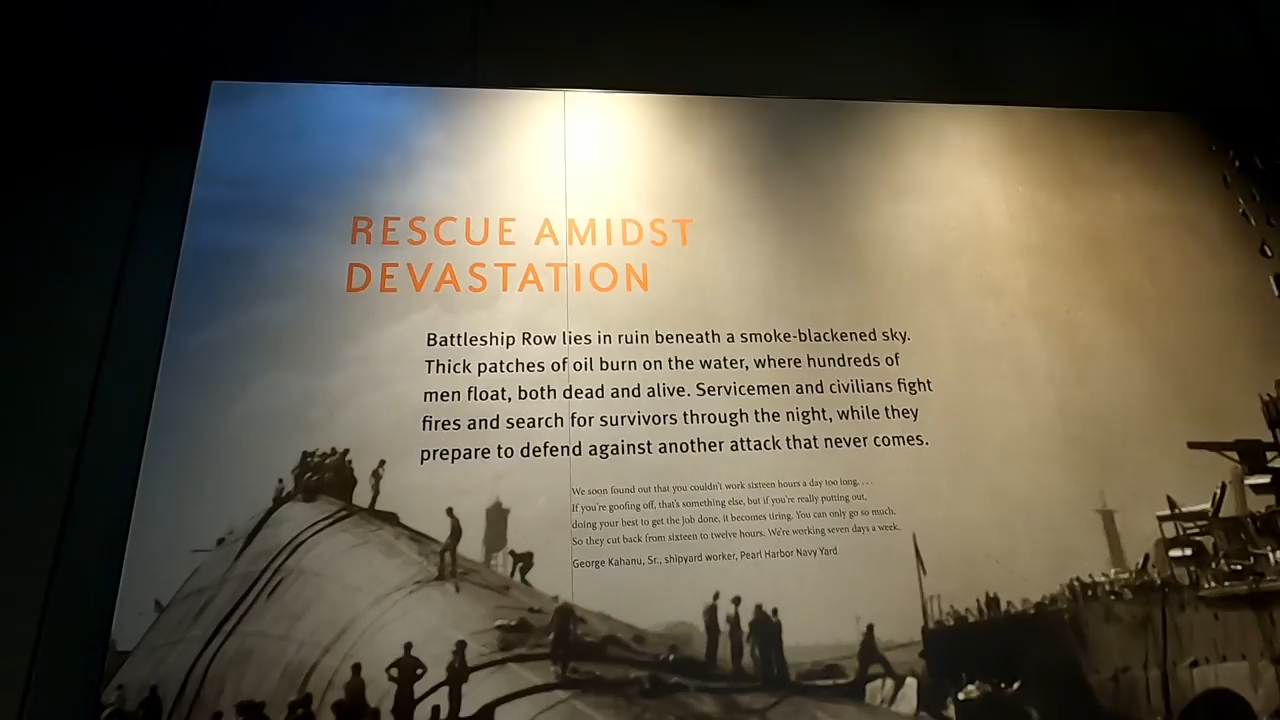 RESCUE AMIDST
DEVASTATION
Battleship Row lies in ruin beneath a smoke-blackened sky.
Thick patches of oil burn on the water, where hundreds of
men float, both dead and alive. Servicemen and civilians fight
fires and search for survivors through the night, while they
prepare to defend against another attack that never comes.
We soon found out that you couldn't work sixteen hours a day too long. . . .
If you're goofing off, that's something else, but if you're really putting out,
doing your best to get the job done, it becomes tiring. You can only go so much.
So they cut back from sixteen to twelve hours. We're working seven days a week.
George Kahanu, Sr., shipyard worker, Pearl Harbor Navy Yard